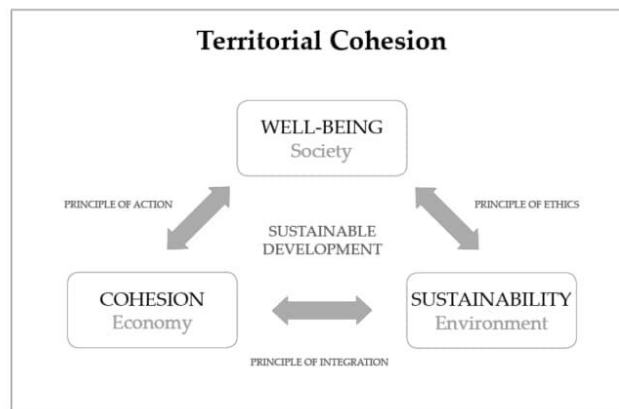 Territorial Cohesion
WELL-BEING
Society
PRINCIPLE OF ACTION
PRINCIPLE OF ETHICS
SUSTAINABLE
DEVELOPMENT
COHESION
Economy
SUSTAINABILITY
Environment
PRINCIPLE OF INTEGRATION